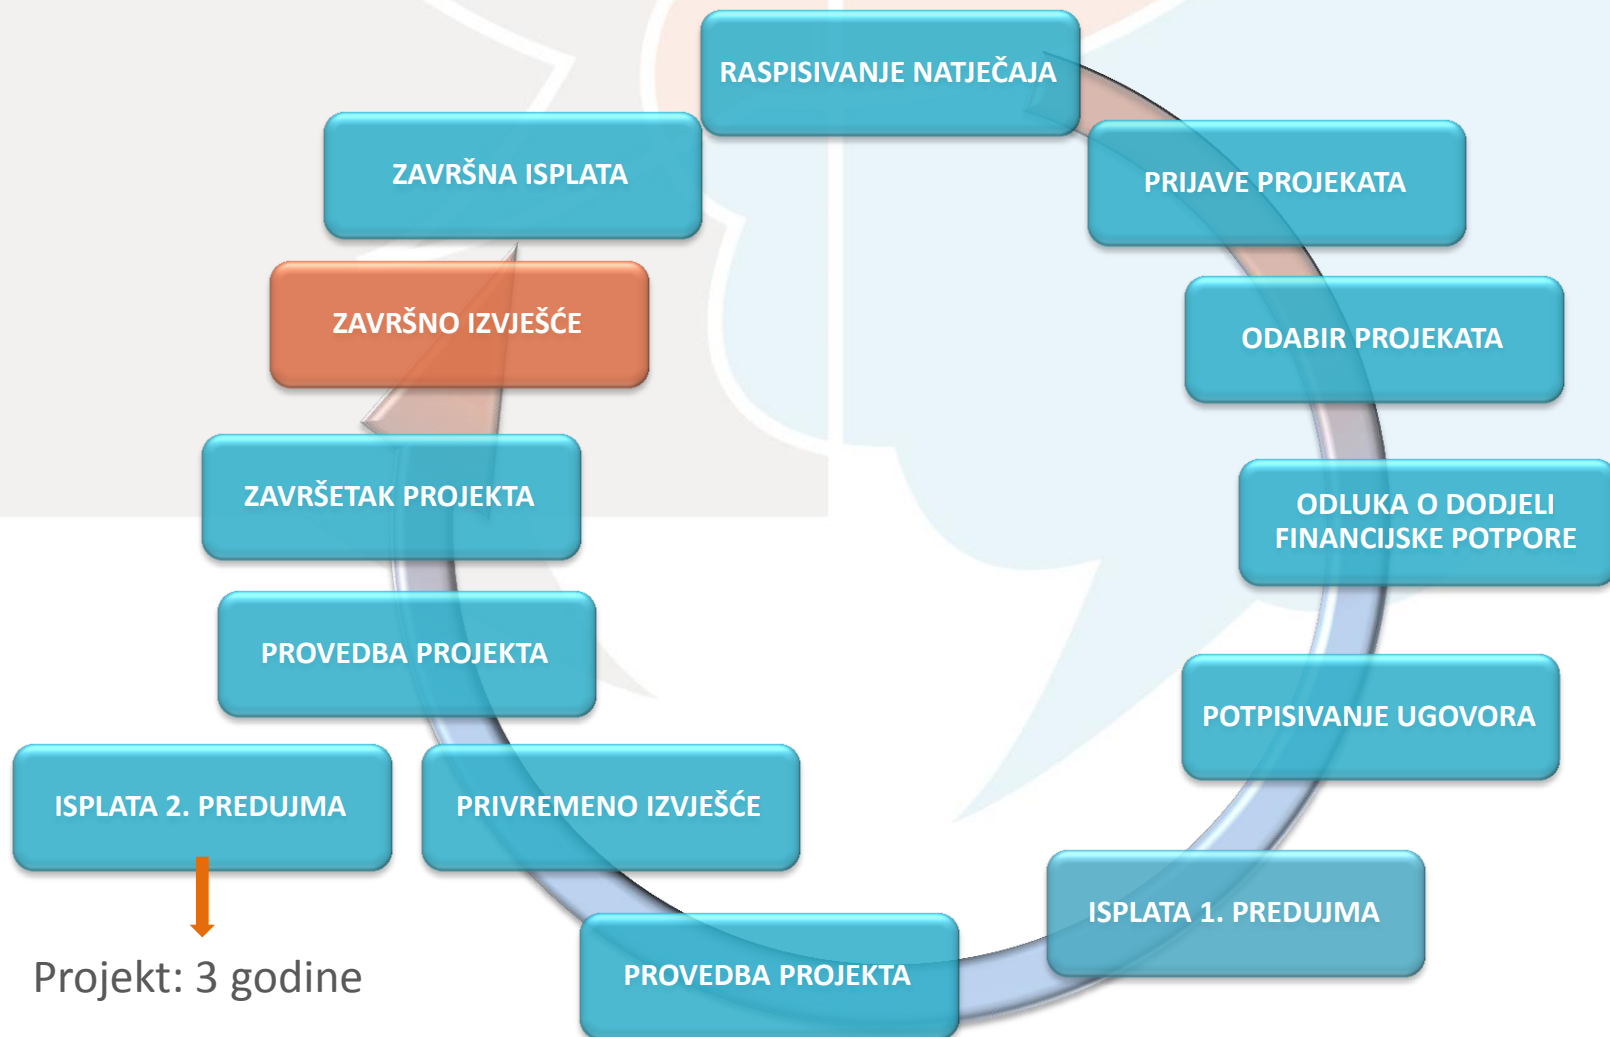 RASPISIVANJE NATJEČAJA
PRIJAVE PROJEKATA
ODABIR PROJEKATA
ODLUKA O DODJELI
FINANCIJSKE POTPORE
POTPISIVANJE UGOVORA
ISPLATA 1. PREDUJMA
PROVEDBA PROJEKTA
PRIVREMENO IZVJEŠĆE
ISPLATA 2. PREDUJMA
Projekt: 3 godine
PROVEDBA PROJEKTA
ZAVRŠETAK PROJEKTA
ZAVRŠNO IZVJEŠĆE
ZAVRŠNA ISPLATA